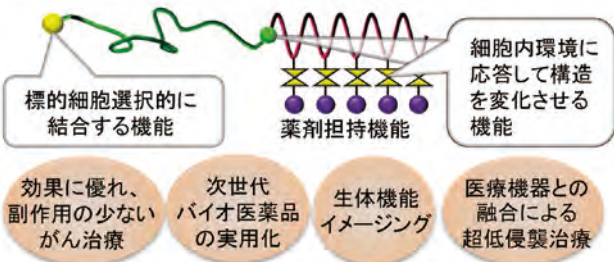 標的細胞選択的に
結合する機能
薬剤担持機能
細胞内環境に
応答して構造
を変化させる
機能
効果に優れ、
副作用の少ない
がん治療
次世代
バイオ医薬品
の実用化
生体機能
イメージング
医療機器との
融合による
超低侵襲治療